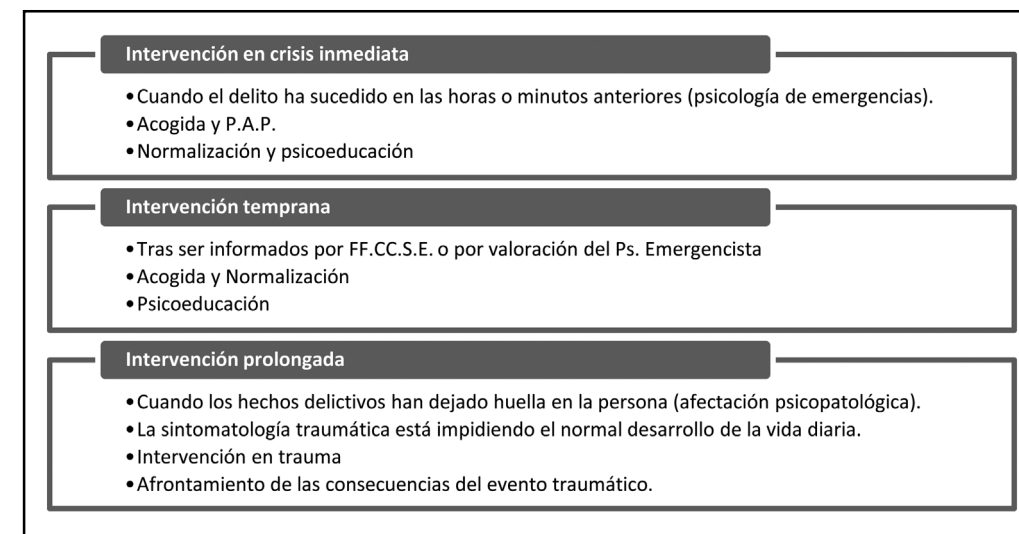 Intervención en crisis inmediata
•Cuando el delito ha sucedido en las horas o minutos anteriores (psicología de emergencias).
•Acogida y P.A.P.
•Normalización y psicoeducación
Intervención temprana
•Tras ser informados por FF.CC.S.E. o por valoración del Ps. Emergencista
•Acogida y Normalización
•Psicoeducación
Intervención prolongada
•Cuando los hechos delictivos han dejado huella en la persona (afectación psicopatológica).
•La sintomatología traumática está impidiendo el normal desarrollo de la vida diaria.
•Intervención en trauma
•Afrontamiento de las consecuencias del evento traumático.